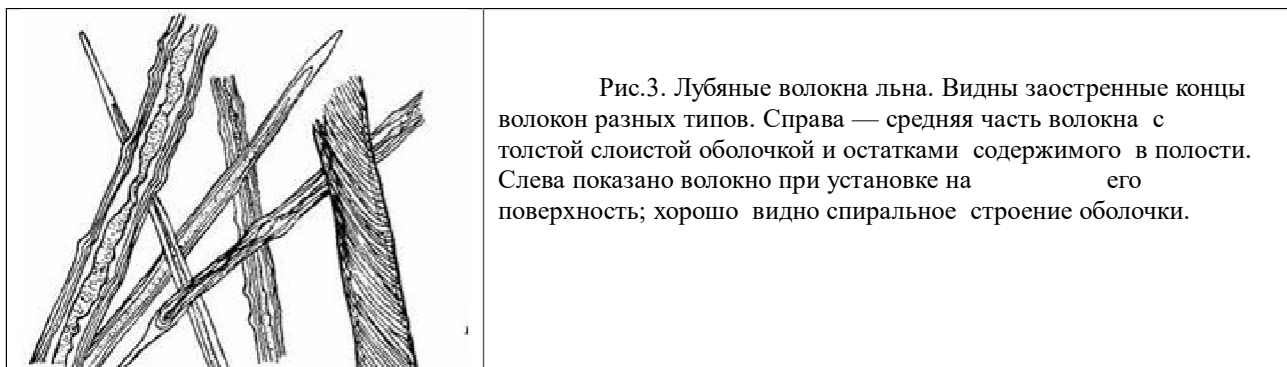 Рис.3. Лубяные волокна льна. Видны заостренные концы
волокон разных типов. Справа — средняя часть волокна с
толстой слоистой оболочкой и остатками содержимого в полости.
Слева показано волокно при установке на его
поверхность; хорошо видно спиральное строение оболочки.